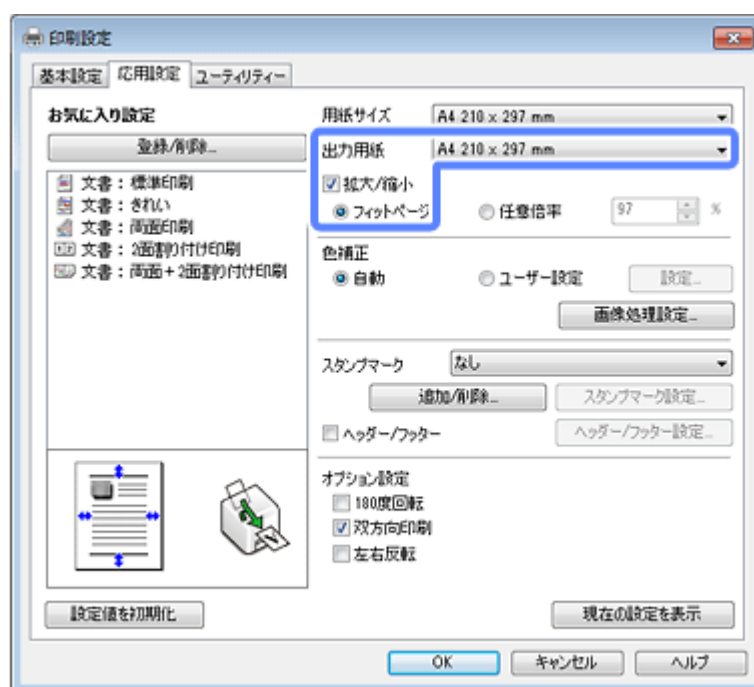 印刷設定
基本設定 応用設定 ユーティリティー
お気に入り設定
登録/削除...
文書：標準印刷
文書：きれい
文書：両面印刷
文書：2面割り付け印刷
文書：両面+2面割り付け印刷
設定値を初期化
用紙サイズ A4 210 x 297 mm
出力用紙 A4 210 x 297 mm
拡大/縮小
フィットページ 任意倍率 97 %
色補正
自動 ユーザー設定 設定...
画像処理設定...
スタンプマーク なし
追加/削除... スタンプマーク設定...
ヘッダー/フッター ヘッダー/フッター設定...
オプション設定
180度回転
双方向印刷
左右反転
現在の設定を表示
OK キャンセル ヘルプ